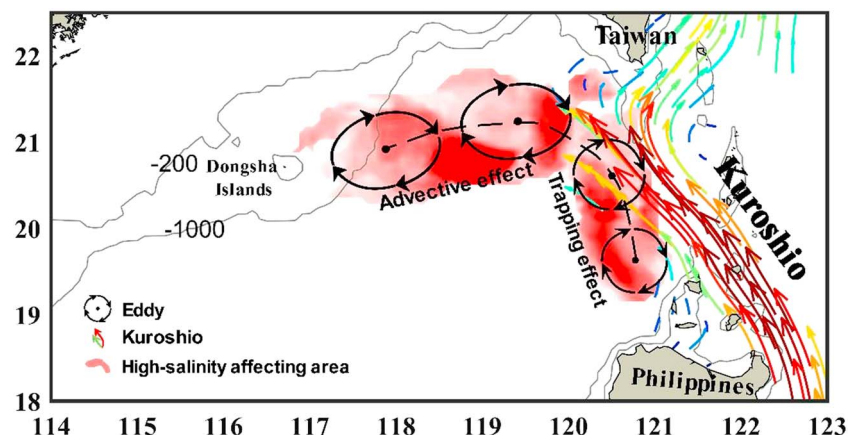 22
21
20
19
18
114 115 116 117 118 119 120 121 122 123
Taiwan
-200
Dongsha
Islands
-1000
Advective effect
Trapping effect
Kuroshio
Philippines
Eddy
Kuroshio
High-salinity affecting area